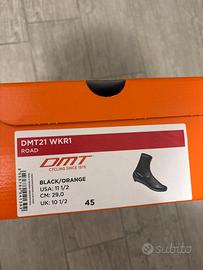 DMT21 WKR1
ROAD
DMT
CYCLING SINCE 1978
BLACK/ORANGE
USA: 11 1/2
CM: 29,0
UK: 10 1/2
45
subito